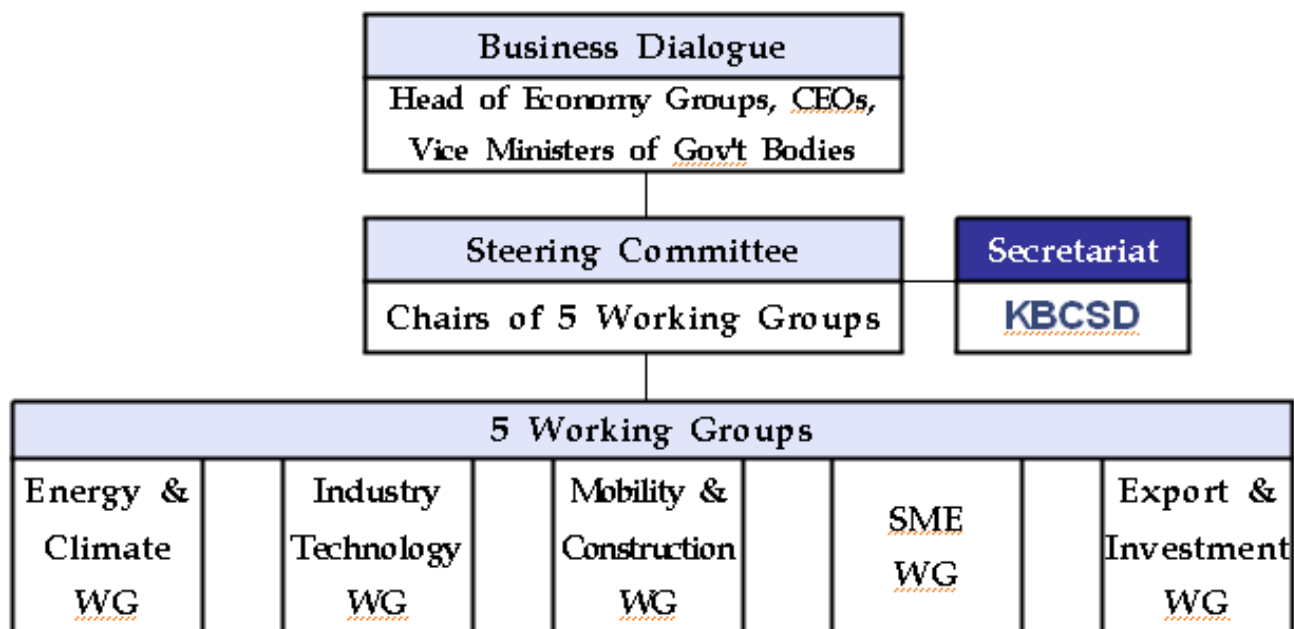 Business Dialogue
Head of Economy Groups, CEOs,
Vice Ministers of Gov't Bodies
Steering Committee
Chairs of 5 Working Groups
Secretariat
KBCSD
5 Working Groups
Energy &
Climate
WG
Industry
Technology
WG
Mobility &
Construction
WG
SME
WG
Export &
Investment
WG